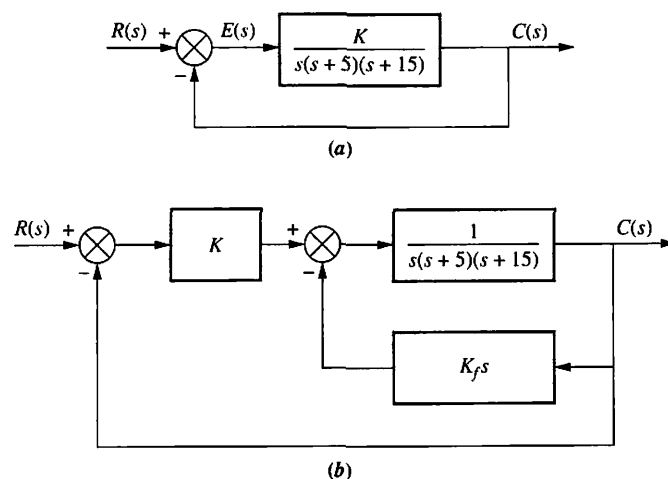 R(s) + E(s) K C(s)
s(s + 5)(s + 15)
−
(a)
R(s) + K + 1 C(s)
s(s + 5)(s + 15)
− −
K_f s
(b)